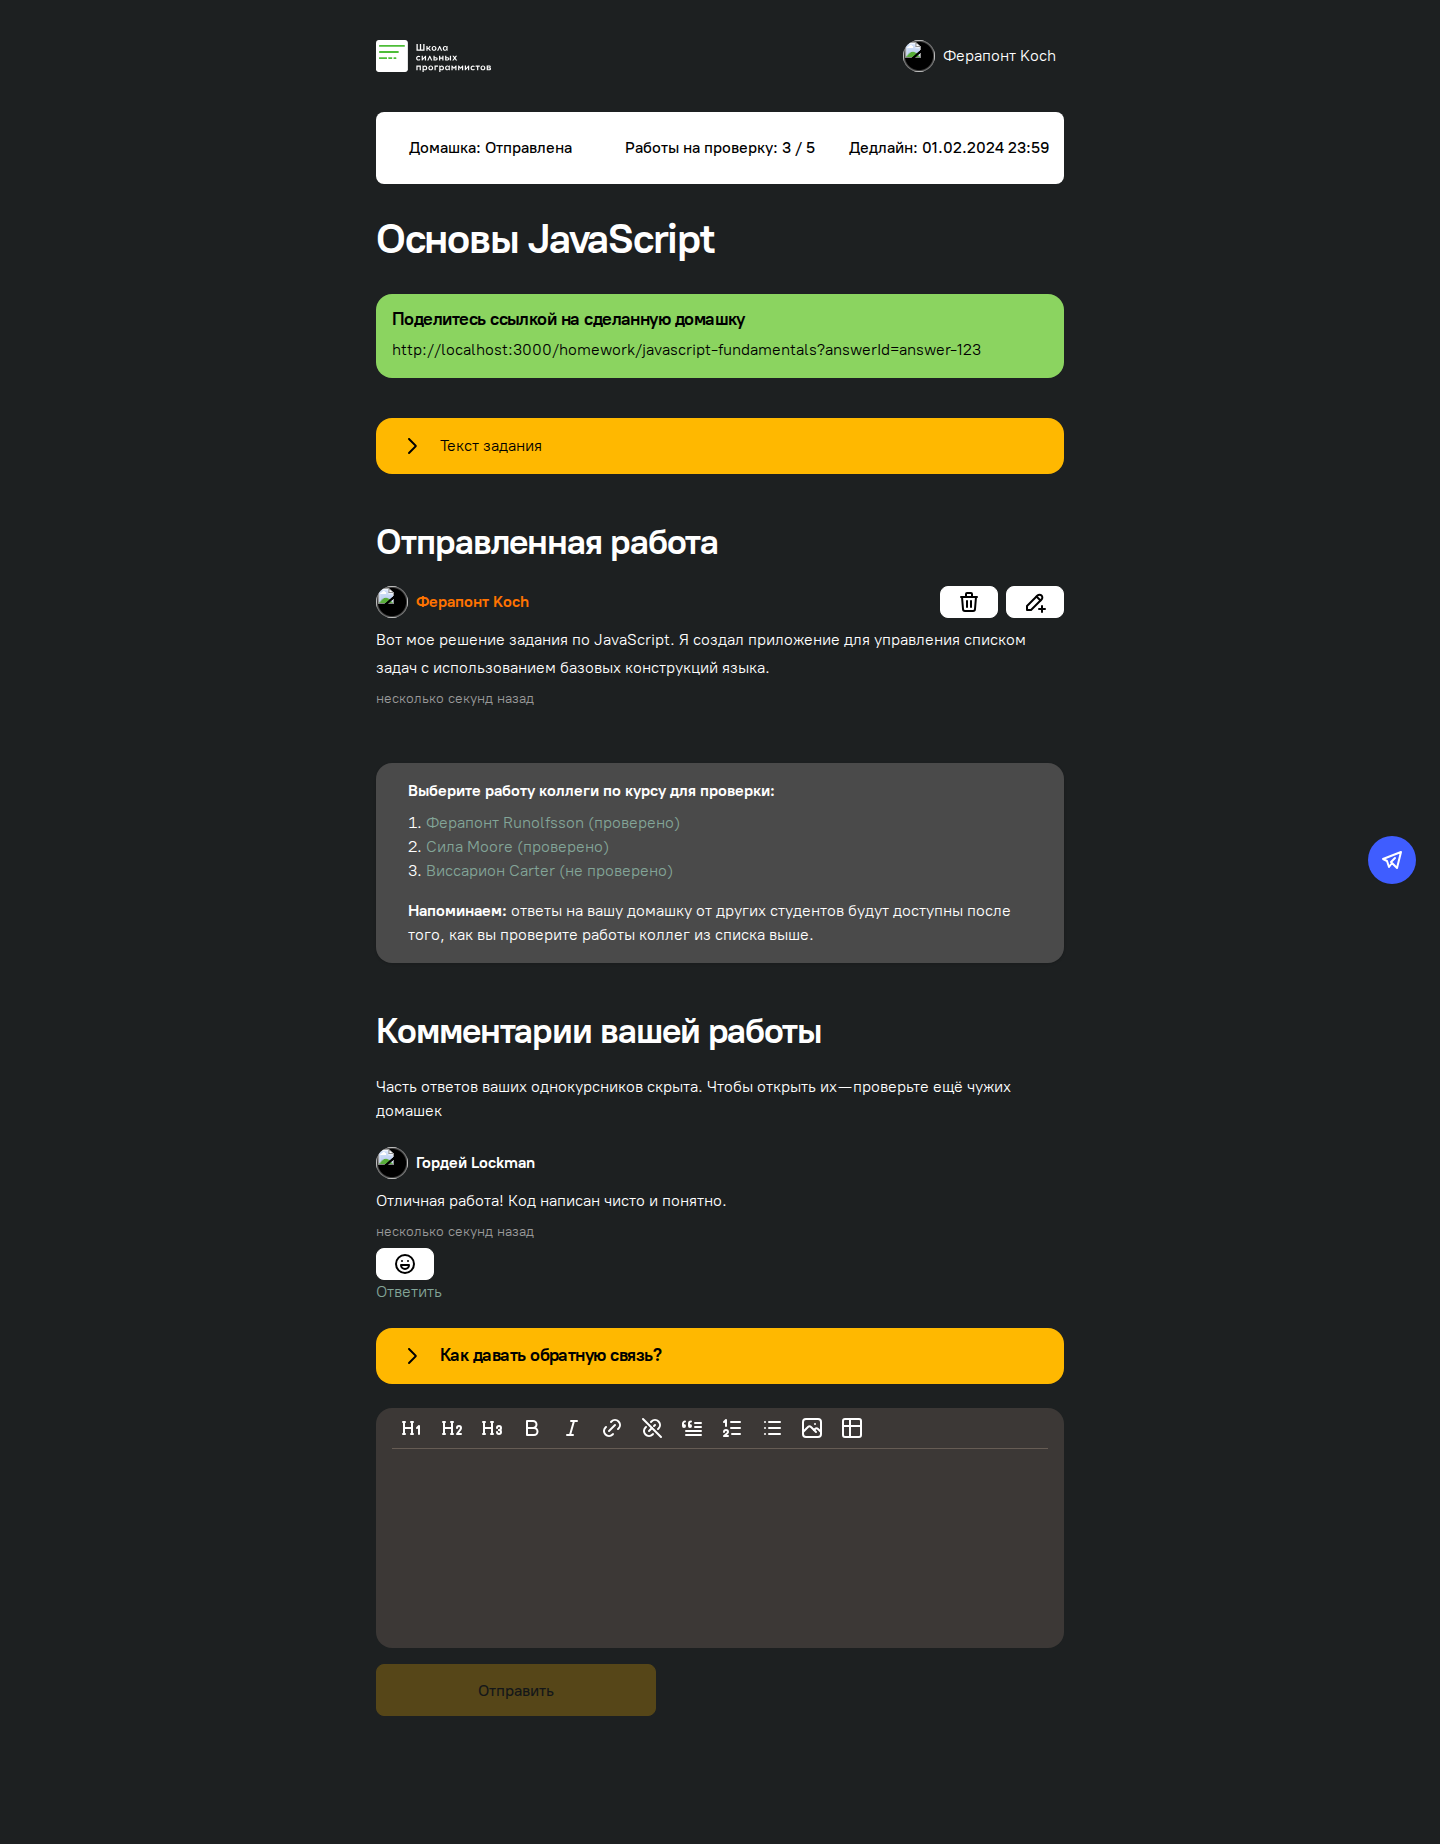 Школа
сильных
программистов
Ферапонт Koch
Домашка: Отправлена
Работы на проверку: 3 / 5
Дедлайн: 01.02.2024 23:59
Основы JavaScript
Поделитесь ссылкой на сделанную домашку
http://localhost:3000/homework/javascript-fundamentals?answerId=answer-123
Текст задания
Отправленная работа
Ферапонт Koch
Вот мое решение задания по JavaScript. Я создал приложение для управления списком
задач с использованием базовых конструкций языка.
несколько секунд назад
Выберите работу коллеги по курсу для проверки:
1. Ферапонт Runolfsson (проверено)
2. Сила Moore (проверено)
3. Виссарион Carter (не проверено)
Напоминаем: ответы на вашу домашку от других студентов будут доступны после
того, как вы проверите работы коллег из списка выше.
Комментарии вашей работы
Часть ответов ваших однокурсников скрыта. Чтобы открыть их — проверьте ещё чужих
домашек
Гордей Lockman
Отличная работа! Код написан чисто и понятно.
несколько секунд назад
Ответить
Как давать обратную связь?
H1 H2 H3 B I
Отправить